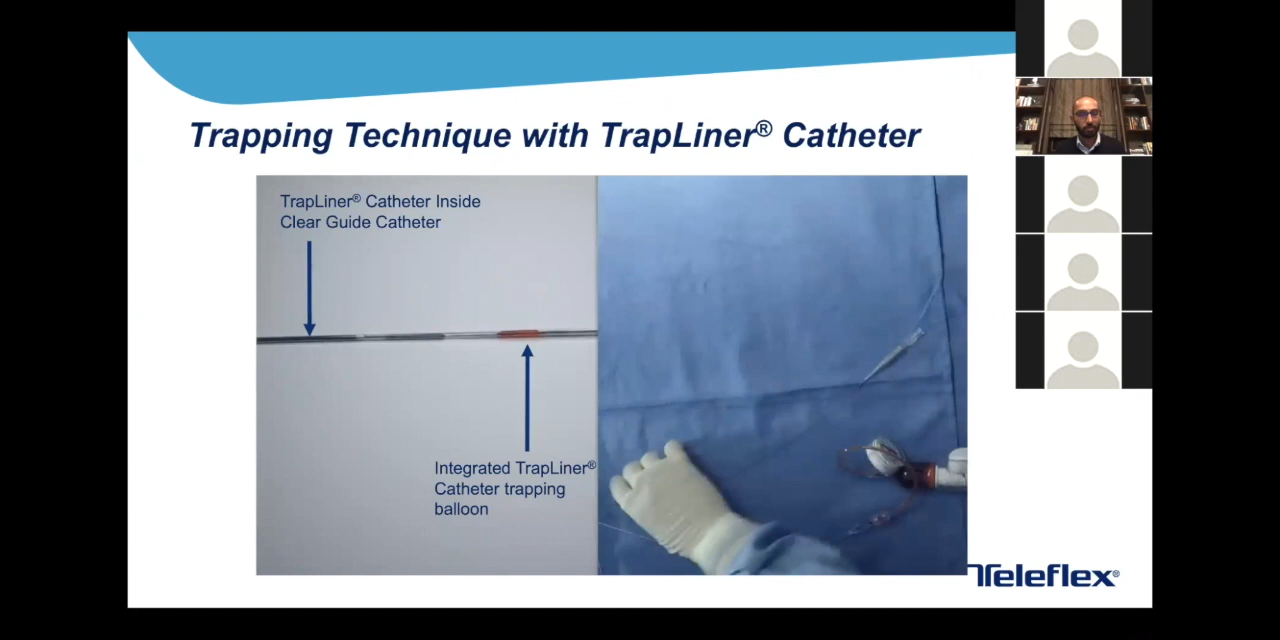 Trapping Technique with TrapLiner® Catheter
TrapLiner® Catheter Inside
Clear Guide Catheter
Integrated TrapLiner®
Catheter trapping
balloon
Teleflex®